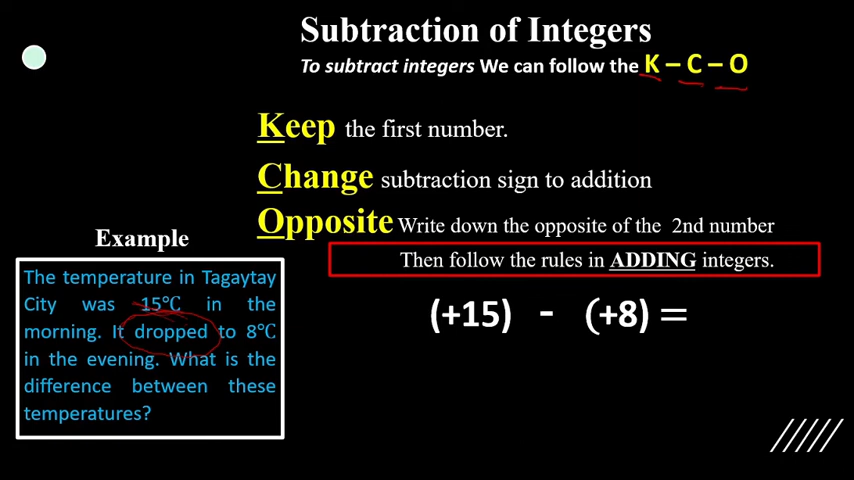 Subtraction of Integers
To subtract integers We can follow the K – C – O
Keep the first number.
Change subtraction sign to addition
Opposite Write down the opposite of the 2nd number
Then follow the rules in ADDING integers.
Example
The temperature in Tagaytay
City was 15℃ in the
morning. It dropped to 8℃
in the evening. What is the
difference between these
temperatures?
(+15) - (+8) =